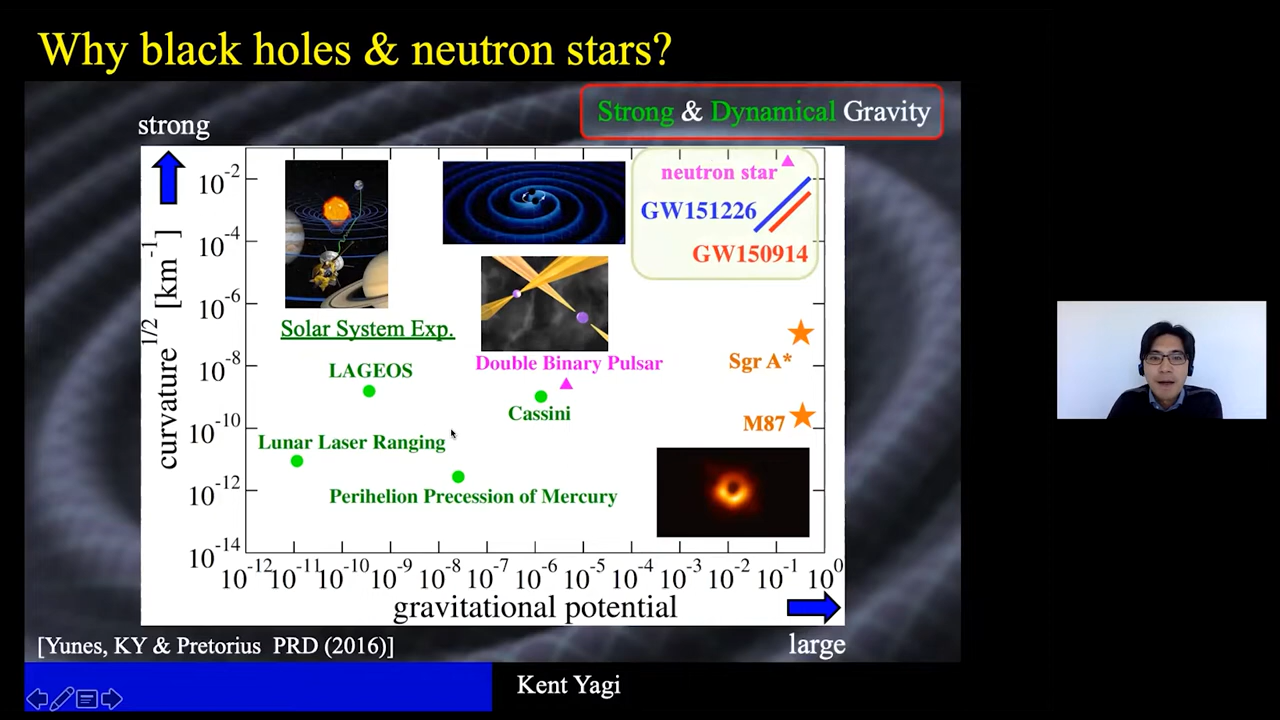 Why black holes & neutron stars?
Strong & Dynamical Gravity
strong
curvature^1/2 [km^-1]
10^-2
10^-4
10^-6
10^-8
10^-10
10^-12
10^-14
neutron star
GW151226
GW150914
Solar System Exp.
Double Binary Pulsar
LAGEOS
Cassini
Sgr A*
M87
Lunar Laser Ranging
Perihelion Precession of Mercury
10^-12 10^-11 10^-10 10^-9 10^-8 10^-7 10^-6 10^-5 10^-4 10^-3 10^-2 10^-1 10^0
gravitational potential
large
[Yunes, KY & Pretorius PRD (2016)]
Kent Yagi